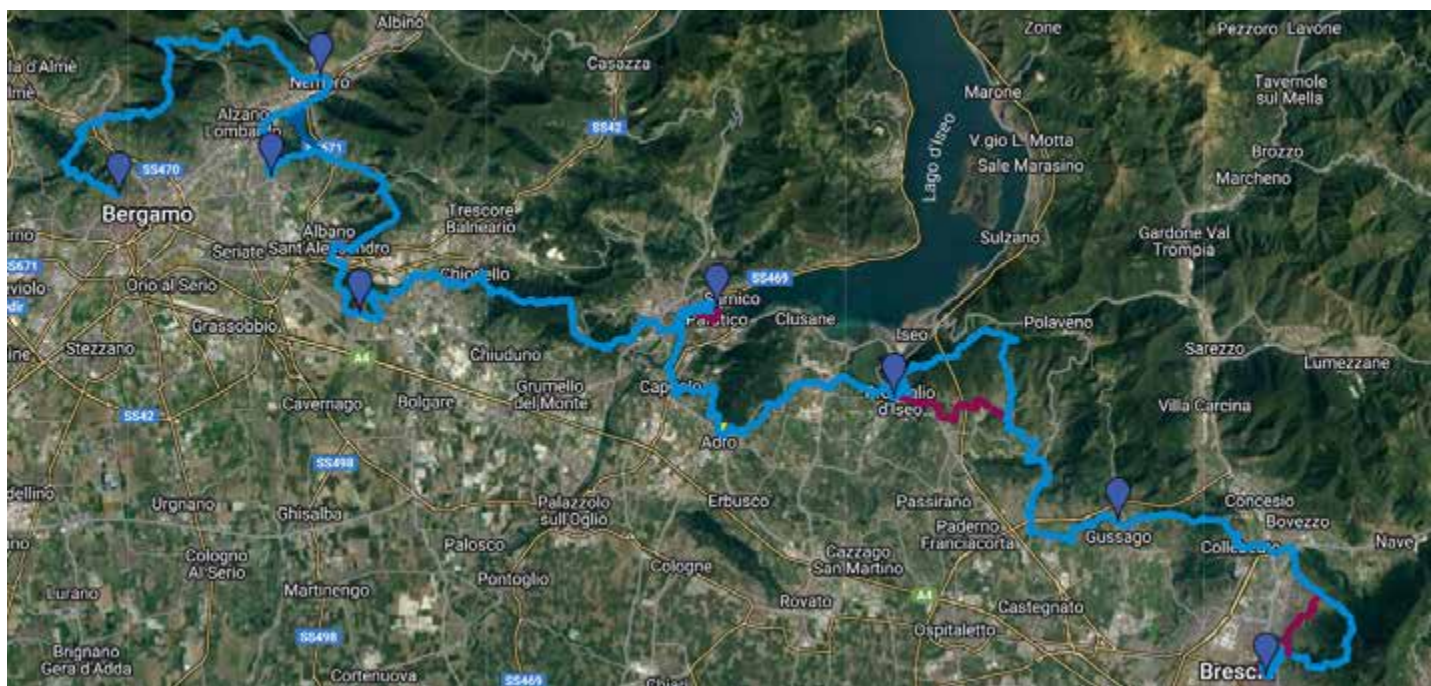 Albino
Zone
Pezzoro Lavone
a d'Almè
Nembro
Casazza
Tavernole
sul Mella
Marone
Alzano
Lombardo
SS42
V.gio L. Motta
Sale Marasino
Brozzo
Marcheno
SS671
SS470
Lago d'Iseo
Bergamo
Trescore
Balneario
Albano
Sant'Alessandro
Seriate
Sulzano
Gardone Val
Trompia
SS671
Orio al Serio
SS469
Sarnico
Paratico
Clusane
Iseo
Polaveno
Grassobbio
Stezzano
A4
Chiuduno
Sarezzo
Lumezzane
Grumello
del Monte
Cavernago
Bolgare
d'Iseo
Villa Carcina
SS42
Adro
SS498
Urgnano
Ghisalba
Palazzolo
sull'Oglio
Erbusco
Passirano
Concesio
Bovezzo
Paderno
Franciacorta
Gussago
Nave
Palosco
Cologno
Al Serio
Cazzago
San Martino
Cologne
Pontoglio
Lurano
Martinengo
Rovato
A4
Castegnato
Ospitaletto
SS498
Brignano
Gera d'Adda
Cortenuova
SS469
Chiari